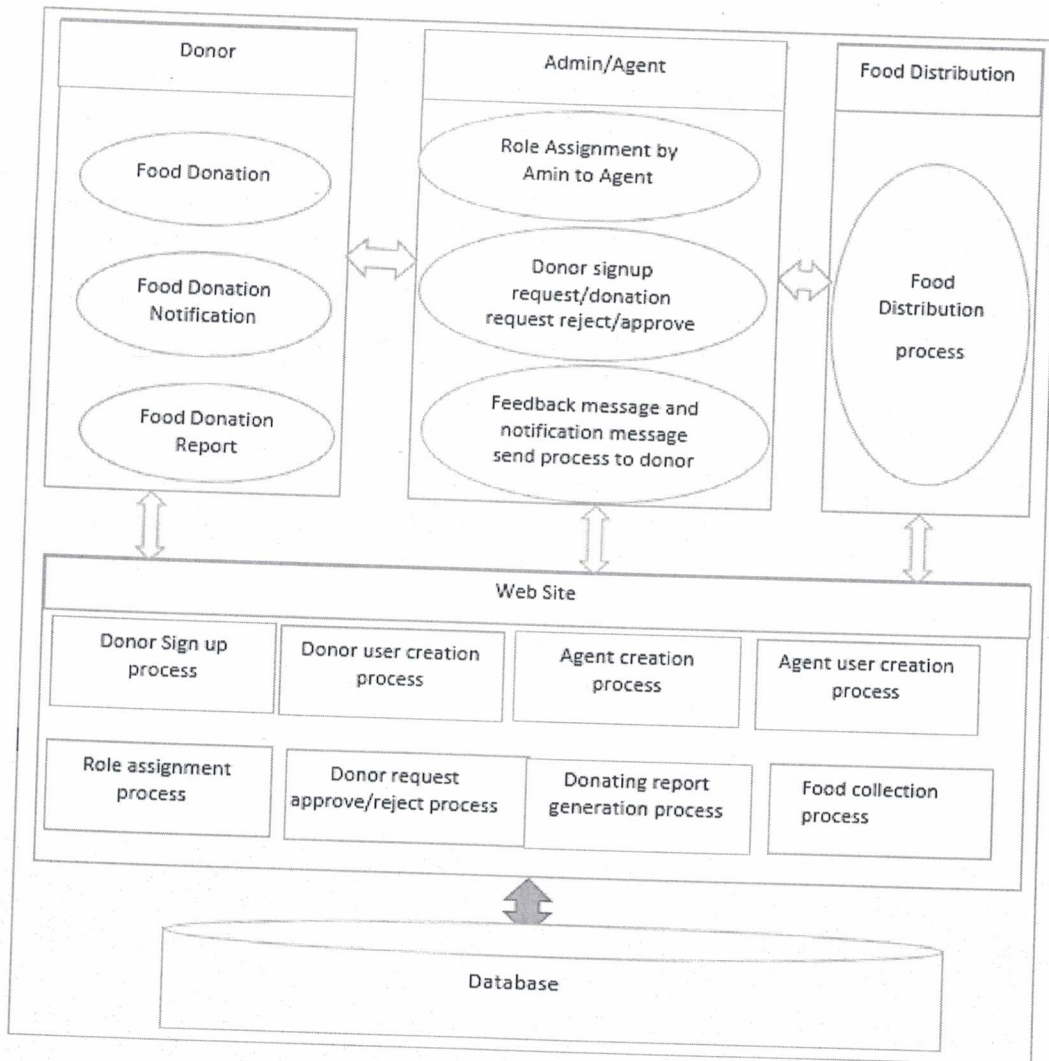 Donor
Admin/Agent
Food Distribution
Food Donation
Food Donation
Notification
Food Donation
Report
Role Assignment by
Amin to Agent
Donor signup
request/donation
request reject/approve
Feedback message and
notification message
send process to donor
Food
Distribution
process
Web Site
Donor Sign up
process
Donor user creation
process
Agent creation
process
Agent user creation
process
Role assignment
process
Donor request
approve/reject process
Donating report
generation process
Food collection
process
Database